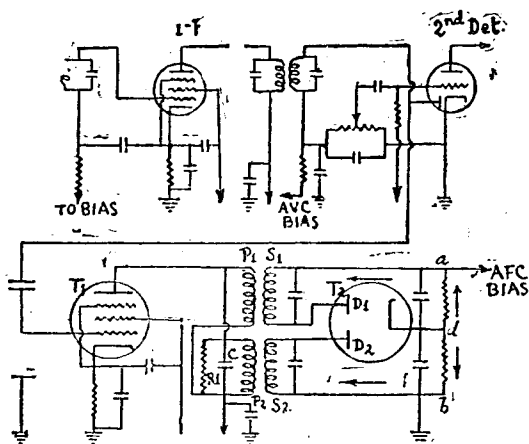 I-F
2nd Det.
TO BIAS
AVC
BIAS
T1
P1
S1
T2
a
AFC
BIAS
D1
D2
d
R1
C
P2
S2
b